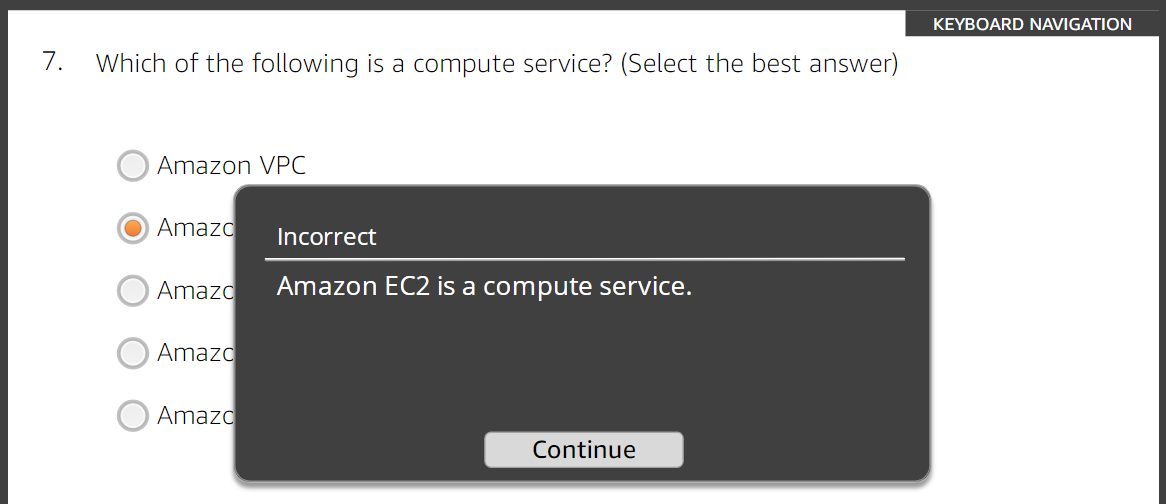 KEYBOARD NAVIGATION
7. Which of the following is a compute service? (Select the best answer)
Amazon VPC
Incorrect
Amazon EC2 is a compute service.
Continue